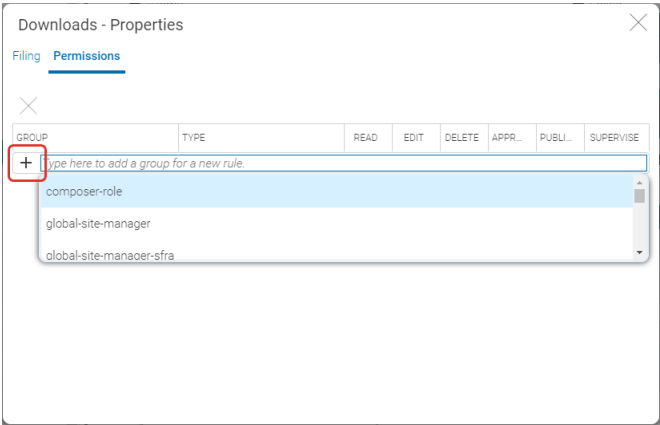 Downloads - Properties
Filing Permissions
GROUP TYPE READ EDIT DELETE APPR... PUBLI... SUPERVISE
Type here to add a group for a new rule.
composer-role
global-site-manager
global-site-manager-sfra